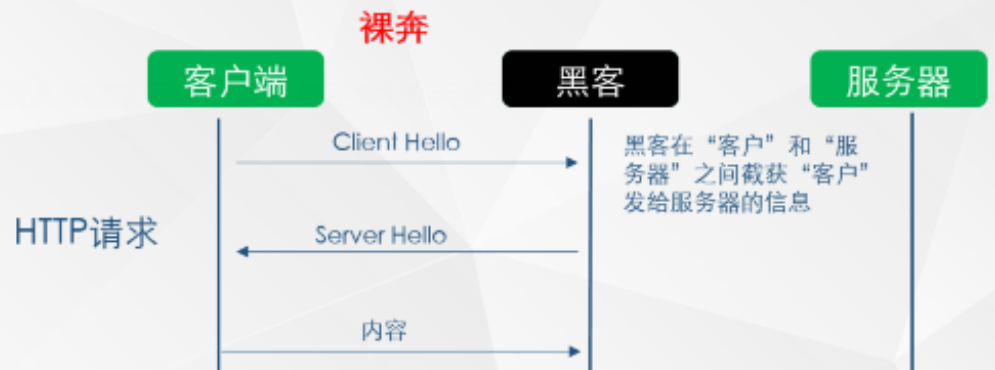 裸奔
客户端
黑客
服务器
Client Hello
黑客在“客户”和“服
务器”之间截获“客户”
发给服务器的信息
HTTP请求
Server Hello
内容